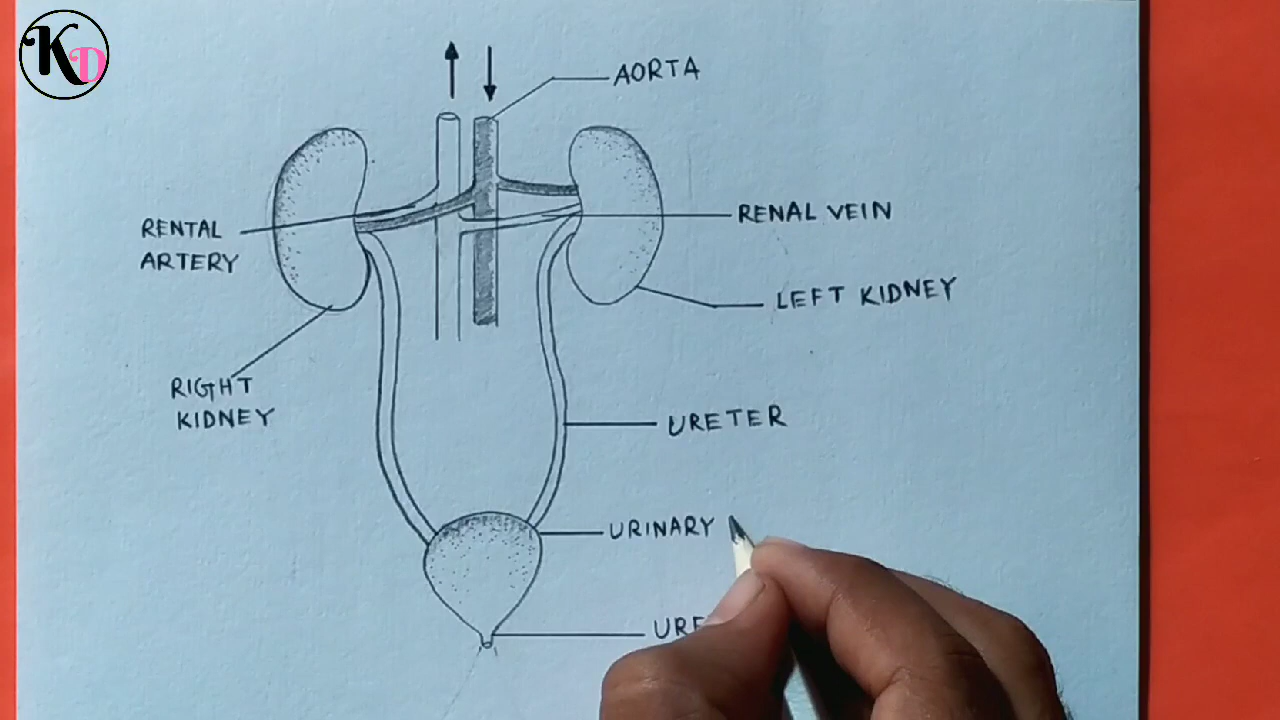 KD
AORTA
RENTAL
ARTERY
RENAL VEIN
LEFT KIDNEY
RIGHT
KIDNEY
URETER
URINARY